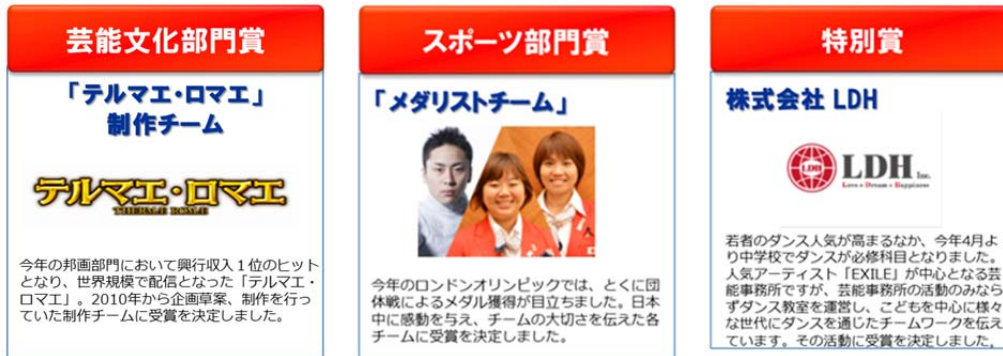 芸能文化部門賞
「テルマエ・ロマエ」
制作チーム
テルマエ・ロマエ
THERMAE ROMAE
今年の邦画部門において興行収入1位のヒット
となり、世界規模で配信となった「テルマエ・
ロマエ」。2010年から企画草案、制作を行っ
ていた制作チームに受賞を決定しました。
スポーツ部門賞
「メダリストチーム」
今年のロンドンオリンピックでは、とくに団
体戦によるメダル獲得が目立ちました。日本
中に感動を与え、チームの大切さを伝えた各
チームに受賞を決定しました。
特別賞
株式会社 LDH
LDH
LDH Inc.
Love + Dream + Happiness
若者のダンス人気が高まるなか、今年4月よ
り中学校でダンスが必修科目となりました。
人気アーティスト「EXILE」が中心となる芸
能事務所ですが、芸能事務所の活動のみなら
ずダンス教室を運営し、こどもを中心に様々
な世代にダンスを通じたチームワークを伝え
ています。その活動に受賞を決定しました。